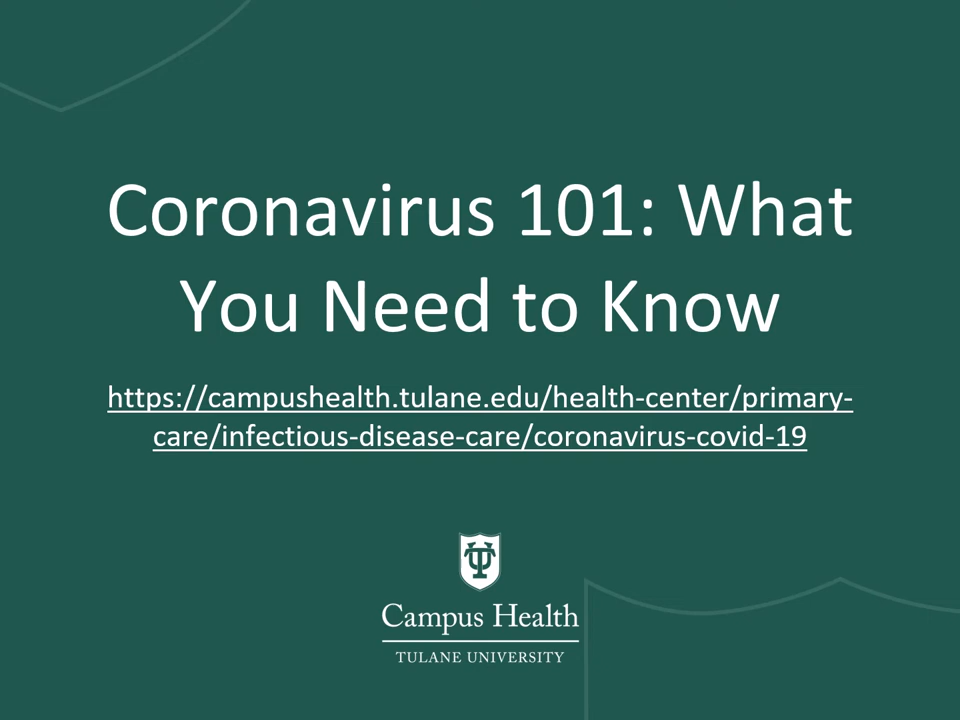 Coronavirus 101: What
You Need to Know
https://campushealth.tulane.edu/health-center/primary-
care/infectious-disease-care/coronavirus-covid-19
Campus Health
TULANE UNIVERSITY